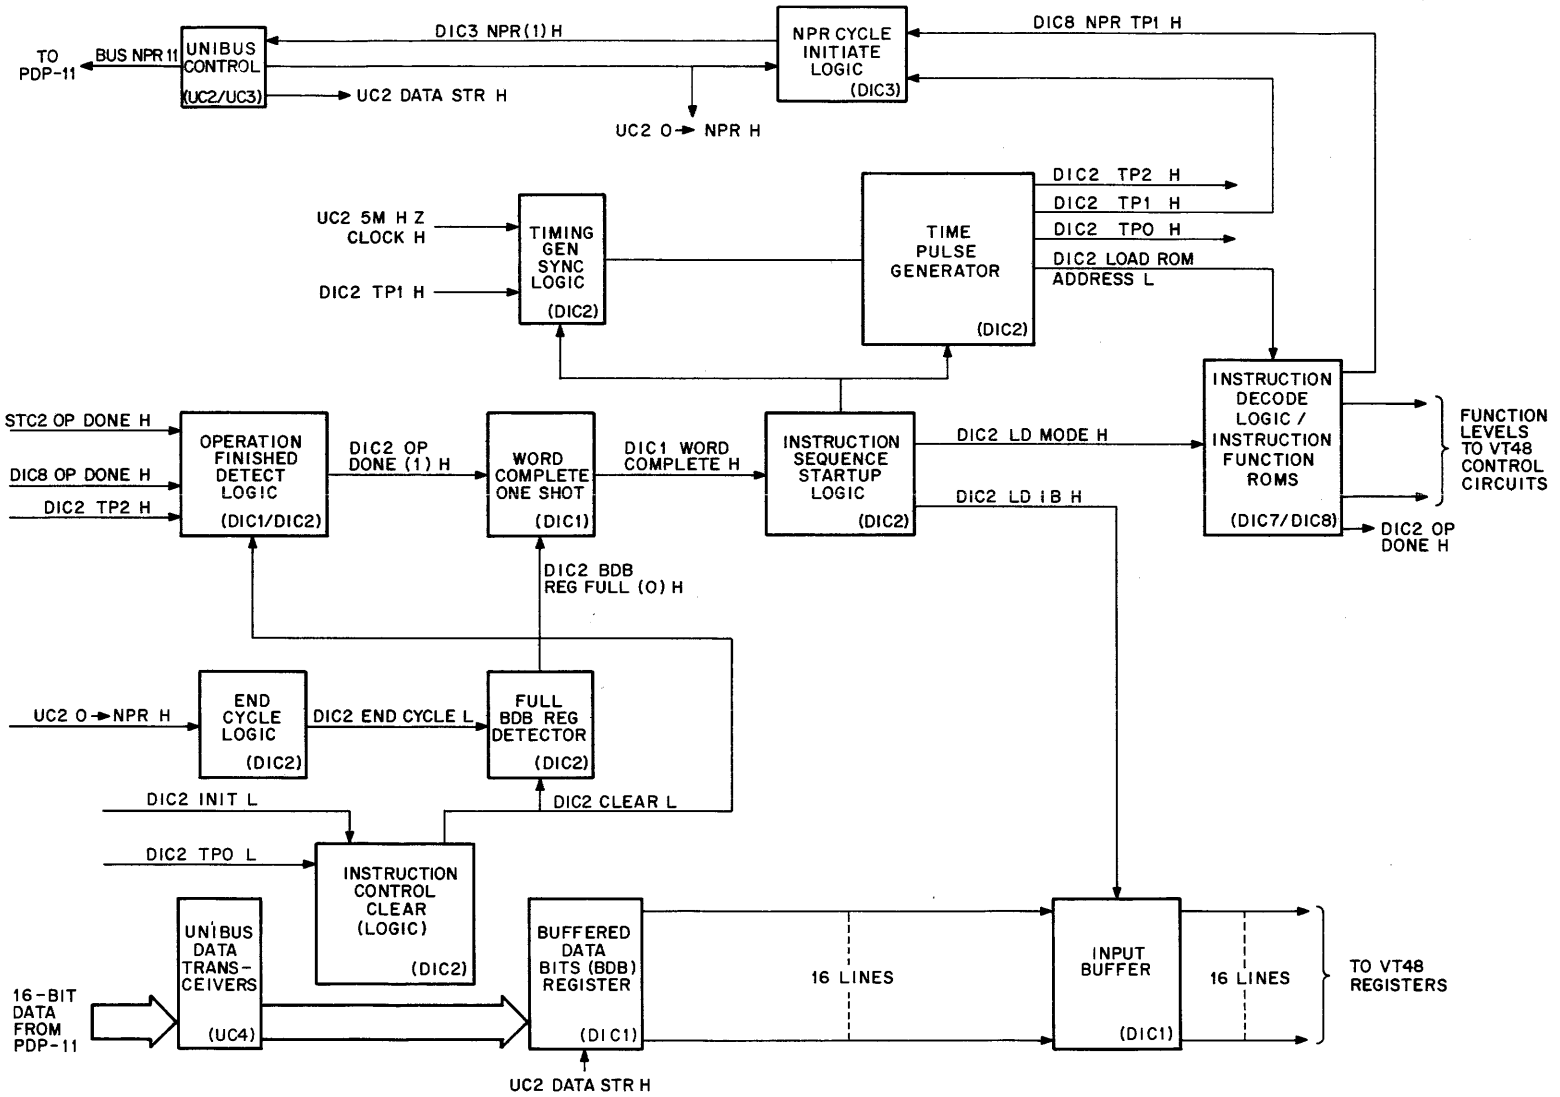 DIC8 NPR TP1 H
DIC3 NPR(1) H
NPR CYCLE
INITIATE
LOGIC
(DIC3)
TO
PDP-11
BUS NPR 11
UNIBUS
CONTROL
(UC2/UC3)
UC2 DATA STR H
UC2 0→ NPR H
UC2 5M H Z
CLOCK H
DIC2 TP1 H
TIMING
GEN
SYNC
LOGIC
(DIC2)
TIME
PULSE
GENERATOR
(DIC2)
DIC2 TP2 H
DIC2 TP1 H
DIC2 TPO H
DIC2 LOAD ROM
ADDRESS L
STC2 OP DONE H
DIC8 OP DONE H
DIC2 TP2 H
OPERATION
FINISHED
DETECT
LOGIC
(DIC1/DIC2)
DIC2 OP
DONE (1) H
WORD
COMPLETE
ONE SHOT
(DIC1)
DIC1 WORD
COMPLETE H
INSTRUCTION
SEQUENCE
STARTUP
LOGIC
(DIC2)
DIC2 LD MODE H
DIC2 LD IB H
INSTRUCTION
DECODE
LOGIC /
INSTRUCTION
FUNCTION
ROMS
(DIC7/DIC8)
FUNCTION
LEVELS
TO VT48
CONTROL
CIRCUITS
DIC2 OP
DONE H
DIC2 BDB
REG FULL (0) H
UC2 0→NPR H
END
CYCLE
LOGIC
(DIC2)
DIC2 END CYCLE L
FULL
BDB REG
DETECTOR
(DIC2)
DIC2 INIT L
DIC2 CLEAR L
DIC2 TPO L
INSTRUCTION
CONTROL
CLEAR
(LOGIC)
(DIC2)
16-BIT
DATA
FROM
PDP-11
UNIBUS
DATA
TRANS-
CEIVERS
(UC4)
BUFFERED
DATA
BITS (BDB)
REGISTER
(DIC1)
UC2 DATA STR H
16 LINES
INPUT
BUFFER
(DIC1)
16 LINES
TO VT48
REGISTERS